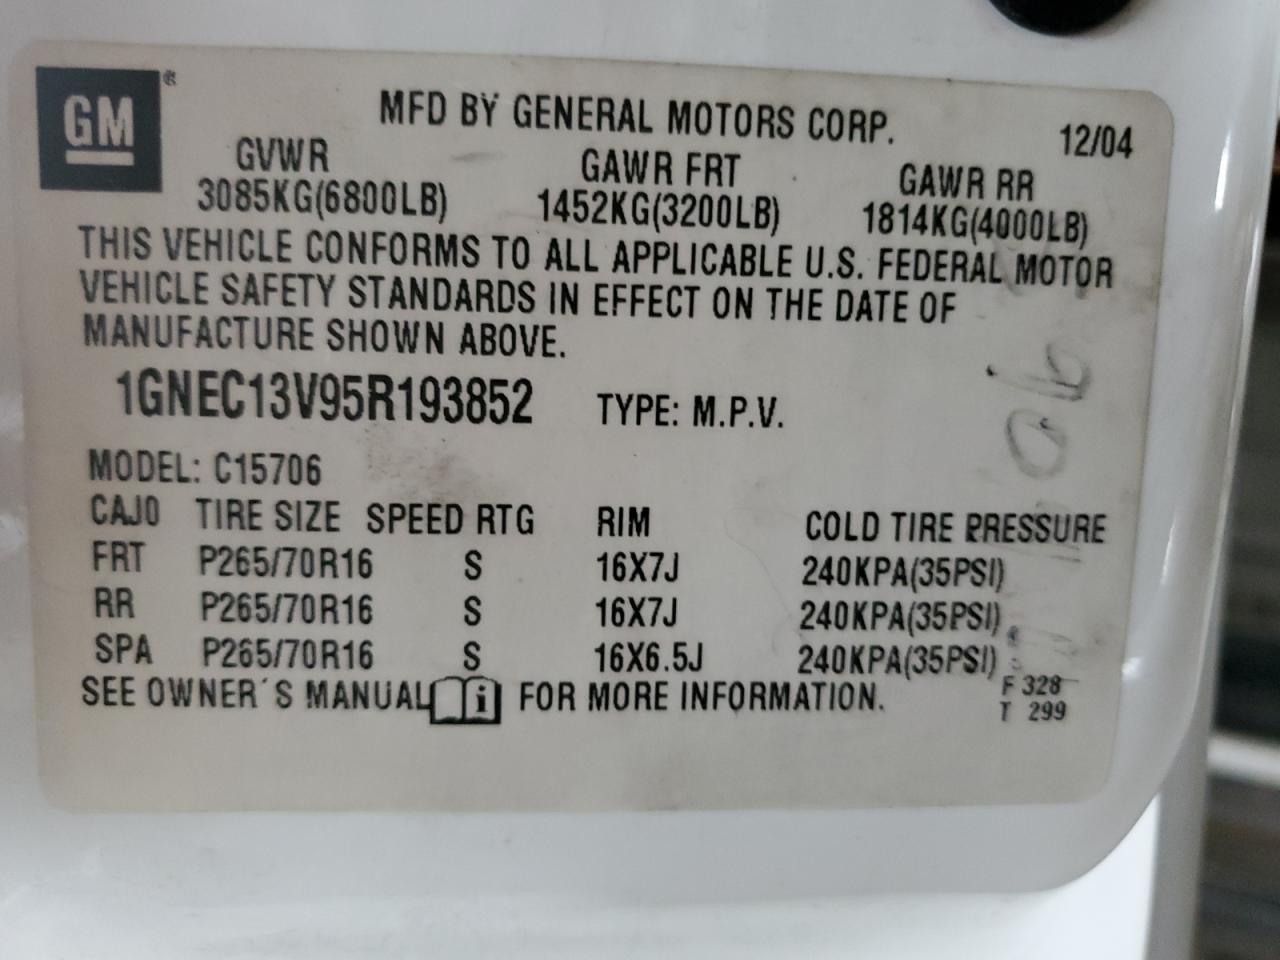 GM®
MFD BY GENERAL MOTORS CORP.
12/04
GVWR GAWR FRT GAWR RR
3085KG(6800LB) 1452KG(3200LB) 1814KG(4000LB)
THIS VEHICLE CONFORMS TO ALL APPLICABLE U.S. FEDERAL MOTOR
VEHICLE SAFETY STANDARDS IN EFFECT ON THE DATE OF
MANUFACTURE SHOWN ABOVE.
1GNEC13V95R193852 TYPE: M.P.V.
MODEL: C15706
CAJ0 TIRE SIZE SPEED RTG RIM COLD TIRE PRESSURE
FRT P265/70R16 S 16X7J 240KPA(35PSI)
RR P265/70R16 S 16X7J 240KPA(35PSI)
SPA P265/70R16 S 16X6.5J 240KPA(35PSI)
SEE OWNER´S MANUAL i FOR MORE INFORMATION.
F 328
T 299